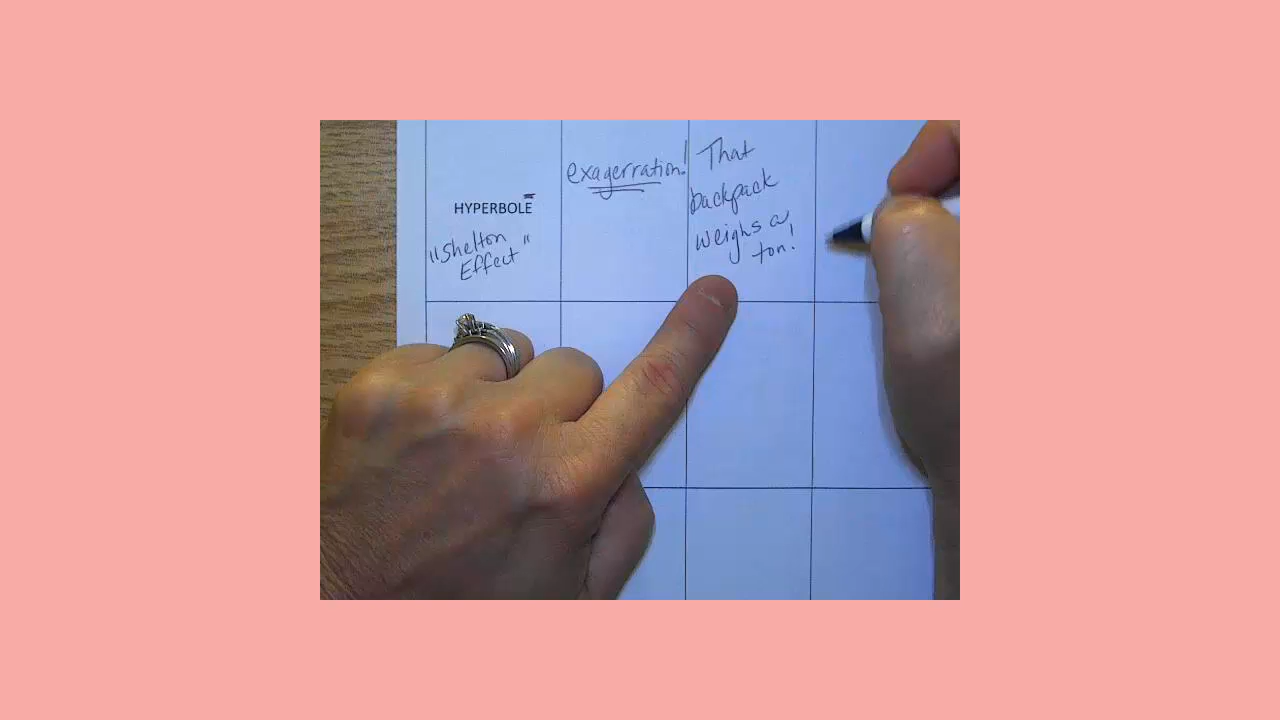 HYPERBOLE
"Shelton
Effect"
exagerration!
That
backpack
weighs a
ton!